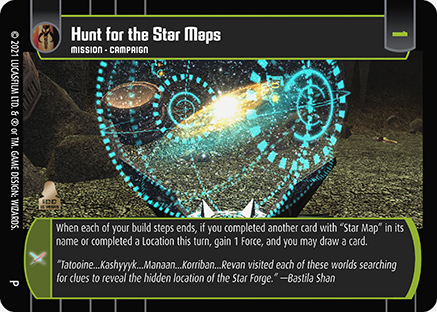 Hunt for the Star Maps
MISSION - CAMPAIGN
© 2021 LUCASFILM LTD. & ® or TM. GAME DESIGN: WIZARDS.
When each of your build steps ends, if you completed another card with “Star Map” in its
name or completed a Location this turn, gain 1 Force, and you may draw a card.
“Tatooine...Kashyyyk...Manaan...Korriban...Revan visited each of these worlds searching
for clues to reveal the hidden location of the Star Forge.” —Bastila Shan
P